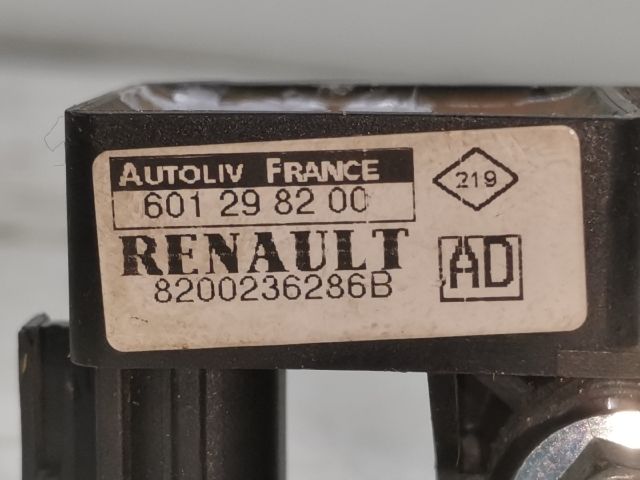 AUTOLIV FRANCE
601 29 82 00
219
RENAULT
8200236286B
AD